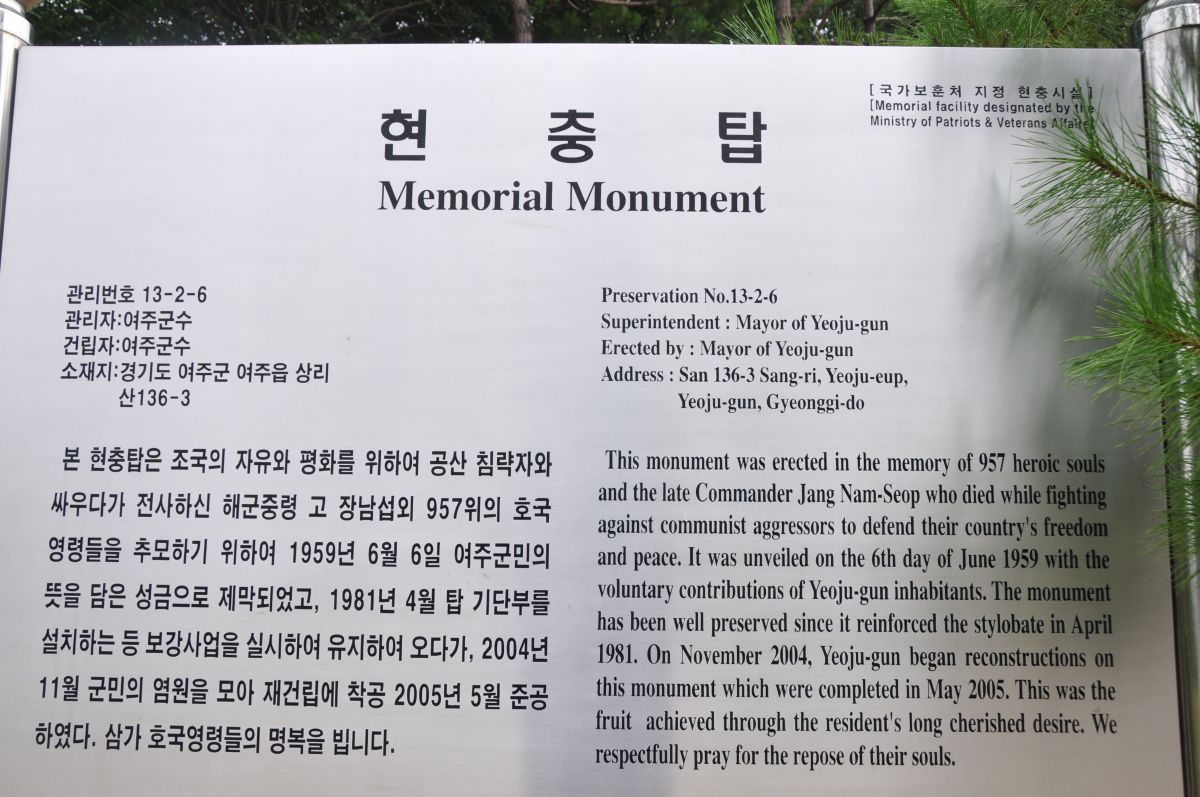 [국가보훈처 지정 현충시설]
[Memorial facility designated by the
Ministry of Patriots & Veterans Affairs]
현 충 탑
Memorial Monument
관리번호 13-2-6
관리자:여주군수
건립자:여주군수
소재지:경기도 여주군 여주읍 상리
산136-3
본 현충탑은 조국의 자유와 평화를 위하여 공산 침략자와
싸우다가 전사하신 해군중령 고 장남섭외 957위의 호국
영령들을 추모하기 위하여 1959년 6월 6일 여주군민의
뜻을 담은 성금으로 제막되었고, 1981년 4월 탑 기단부를
설치하는 등 보강사업을 실시하여 유지하여 오다가, 2004년
11월 군민의 염원을 모아 재건립에 착공 2005년 5월 준공
하였다. 삼가 호국영령들의 명복을 빕니다.
Preservation No.13-2-6
Superintendent : Mayor of Yeoju-gun
Erected by : Mayor of Yeoju-gun
Address : San 136-3 Sang-ri, Yeoju-eup,
Yeoju-gun, Gyeonggi-do
This monument was erected in the memory of 957 heroic souls
and the late Commander Jang Nam-Seop who died while fighting
against communist aggressors to defend their country's freedom
and peace. It was unveiled on the 6th day of June 1959 with the
voluntary contributions of Yeoju-gun inhabitants. The monument
has been well preserved since it reinforced the stylobate in April
1981. On November 2004, Yeoju-gun began reconstructions on
this monument which were completed in May 2005. This was the
fruit achieved through the resident's long cherished desire. We
respectfully pray for the repose of their souls.